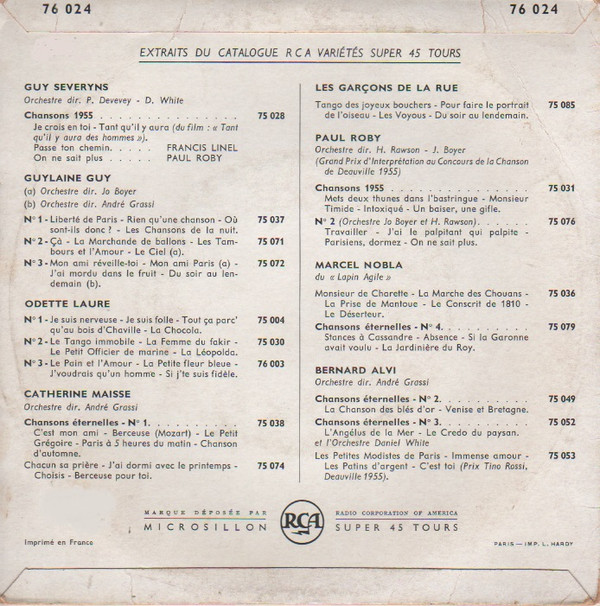 76 024
76 024
EXTRAITS DU CATALOGUE RCA VARIÉTÉS SUPER 45 TOURS
GUY SEVERYNS
Orchestre dir. P. Devevey - D. White
Chansons 1955 . . . . . . . . . . . . . . . . 75 028
Je crois en toi - Tant qu'il y aura (du film : « Tant
qu'il y aura des hommes »).
Passe ton chemin. . . . . FRANCIS LINEL
On ne sait plus . . . . . PAUL ROBY
GUYLAINE GUY
(a) Orchestre dir. Jo Boyer
(b) Orchestre dir. André Grassi
N° 1 - Liberté de Paris - Rien qu'une chanson - Où 75 037
sont-ils donc ? - Les Chansons de la nuit.
N° 2 - Çà - La Marchande de ballons - Les Tam- 75 071
bours et l'Amour - Le Ciel (a).
N° 3 - Mon ami réveille-toi - Mon ami Paris (a) - 75 072
J'ai mordu dans le fruit - Du soir au len-
demain (b).
ODETTE LAURE
N° 1 - Je suis nerveuse - Je suis folle - Tout ça parc' 75 004
qu'au bois d'Chaville - La Chocola.
N° 2 - Le Tango immobile - La Femme du fakir - 75 030
Le Petit Officier de marine - La Léopolda.
N° 3 - Le Pain et l'Amour - La Petite fleur bleue - 76 003
J'voudrais qu'un homme - Si j'te suis fidèle.
CATHERINE MAISSE
Orchestre dir. André Grassi
Chansons éternelles - N° 1. . . . . . . . . . . 75 038
C'est mon ami - Berceuse (Mozart) - Le Petit
Grégoire - Paris à 5 heures du matin - Chanson
d'automne.
Chacun sa prière - J'ai dormi avec le printemps - 75 074
Choisis - Berceuse pour toi.
LES GARÇONS DE LA RUE
Tango des joyeux bouchers - Pour faire le portrait 75 085
de l'oiseau - Les Voyous - Du soir au lendemain.
PAUL ROBY
Orchestre dir. H. Rawson - J. Boyer
(Grand Prix d'Interprétation au Concours de la Chanson
de Deauville 1955)
Chansons 1955 . . . . . . . . . . . . . . . . 75 031
Mets deux thunes dans l'bastringue - Monsieur
Timide - Intoxiqué - Un baiser, une gifle.
N° 2 (Orchestre Jo Boyer et H. Rawson). . . . . 75 076
Travailler - J'ai le palpitant qui palpite -
Parisiens, dormez - On ne sait plus.
MARCEL NOBLA
du « Lapin Agile »
Monsieur de Charette - La Marche des Chouans - 75 036
La Prise de Mantoue - Le Conscrit de 1810 -
Le Déserteur.
Chansons éternelles - N° 4. . . . . . . . . . . 75 079
Stances à Cassandre - Absence - Si la Garonne
avait voulu - La Jardinière du Roy.
BERNARD ALVI
Orchestre dir. André Grassi
Chansons éternelles - N° 2. . . . . . . . . . . 75 049
La Chanson des blés d'or - Venise et Bretagne.
Chansons éternelles - N° 3. . . . . . . . . . . 75 052
L'Angélus de la Mer - Le Credo du paysan.
et l'Orchestre Daniel White
Les Petites Modistes de Paris - Immense amour - 75 053
Les Patins d'argent - C'est toi (Prix Tino Rossi,
Deauville 1955).
MARQUE DÉPOSÉE PAR RCA RADIO CORPORATION OF AMERICA
MICROSILLON SUPER 45 TOURS
Imprimé en France
PARIS — IMP. L. HARDY